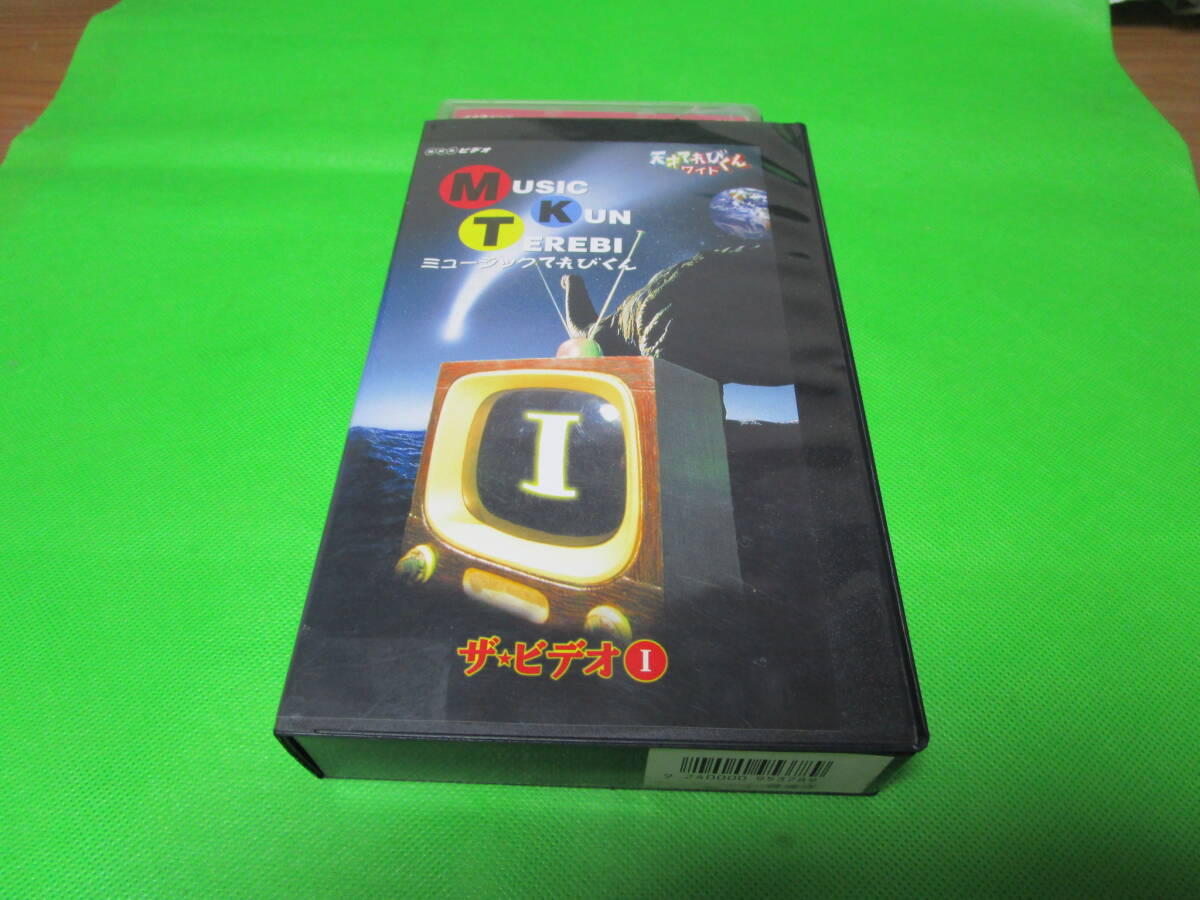 NHKビデオ
天才てれびくん
ワイド
MUSIC
KUN
TEREBI
ミュージックてれびくん
I
ザ★ビデオ I